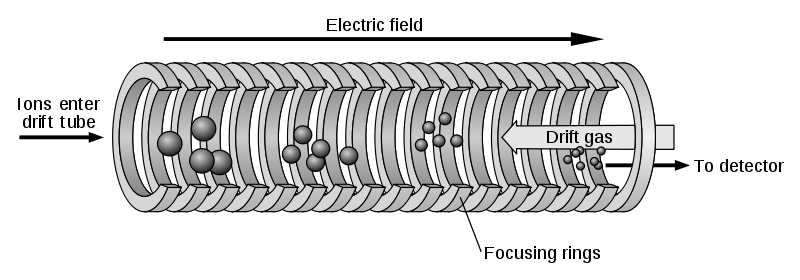 Electric field
Ions enter
drift tube
Drift gas
To detector
Focusing rings